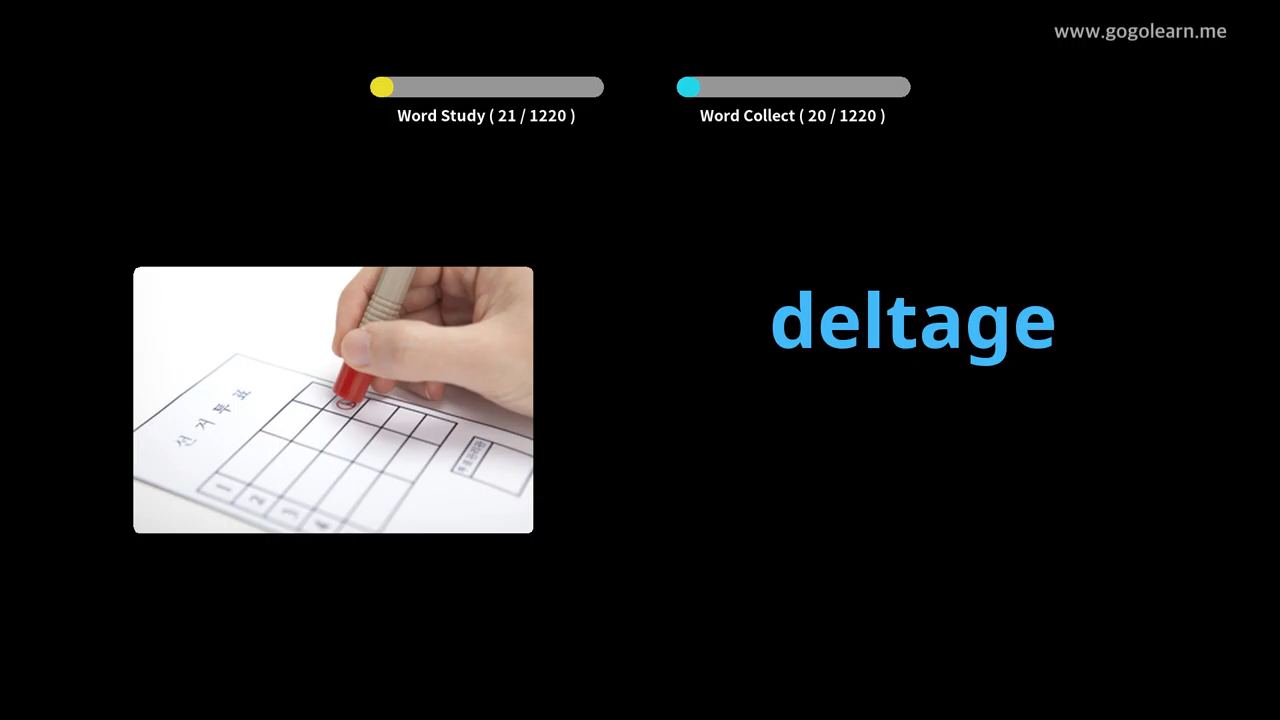 www.gogolearn.me
Word Study ( 21 / 1220 )
Word Collect ( 20 / 1220 )
deltage
선거투표
1
2
3
4